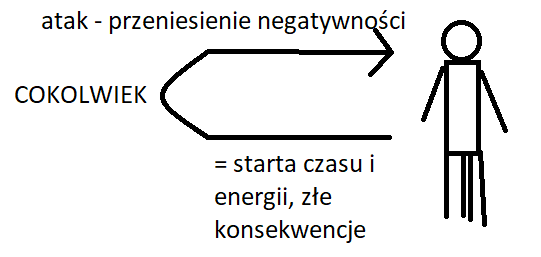 atak - przeniesienie negatywności
COKOLWIEK
= starta czasu i
energii, złe
konsekwencje